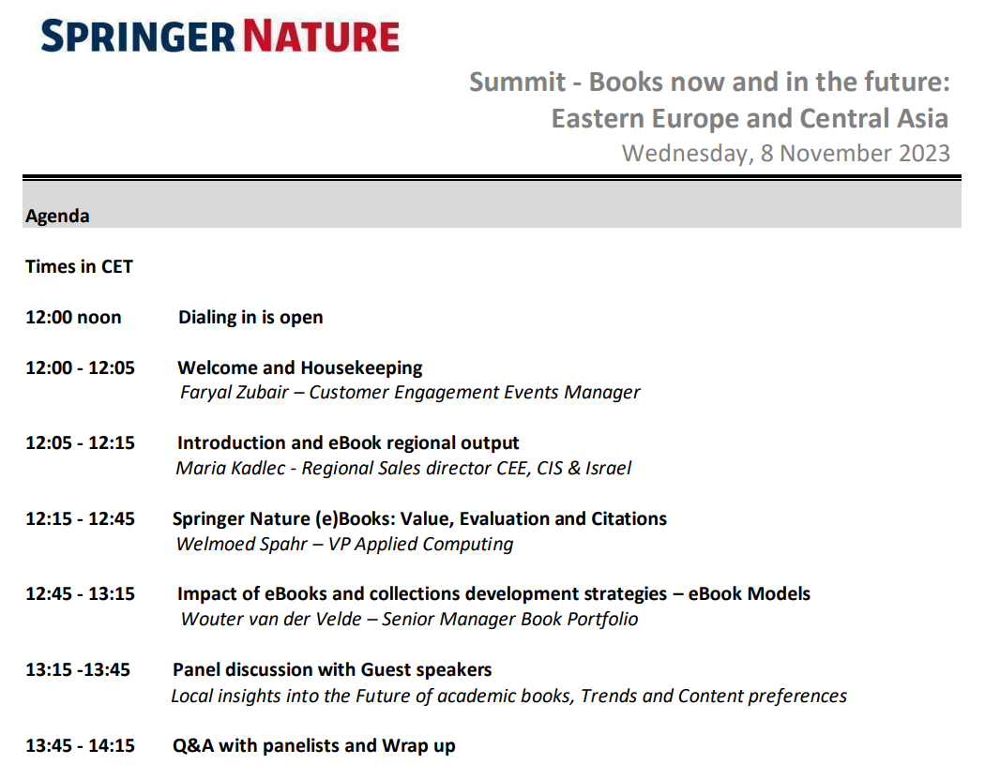 SPRINGER NATURE
Summit - Books now and in the future:
Eastern Europe and Central Asia
Wednesday, 8 November 2023
Agenda
Times in CET
12:00 noon Dialing in is open
12:00 - 12:05 Welcome and Housekeeping
Faryal Zubair – Customer Engagement Events Manager
12:05 - 12:15 Introduction and eBook regional output
Maria Kadlec - Regional Sales director CEE, CIS & Israel
12:15 - 12:45 Springer Nature (e)Books: Value, Evaluation and Citations
Welmoed Spahr – VP Applied Computing
12:45 - 13:15 Impact of eBooks and collections development strategies – eBook Models
Wouter van der Velde – Senior Manager Book Portfolio
13:15 -13:45 Panel discussion with Guest speakers
Local insights into the Future of academic books, Trends and Content preferences
13:45 - 14:15 Q&A with panelists and Wrap up